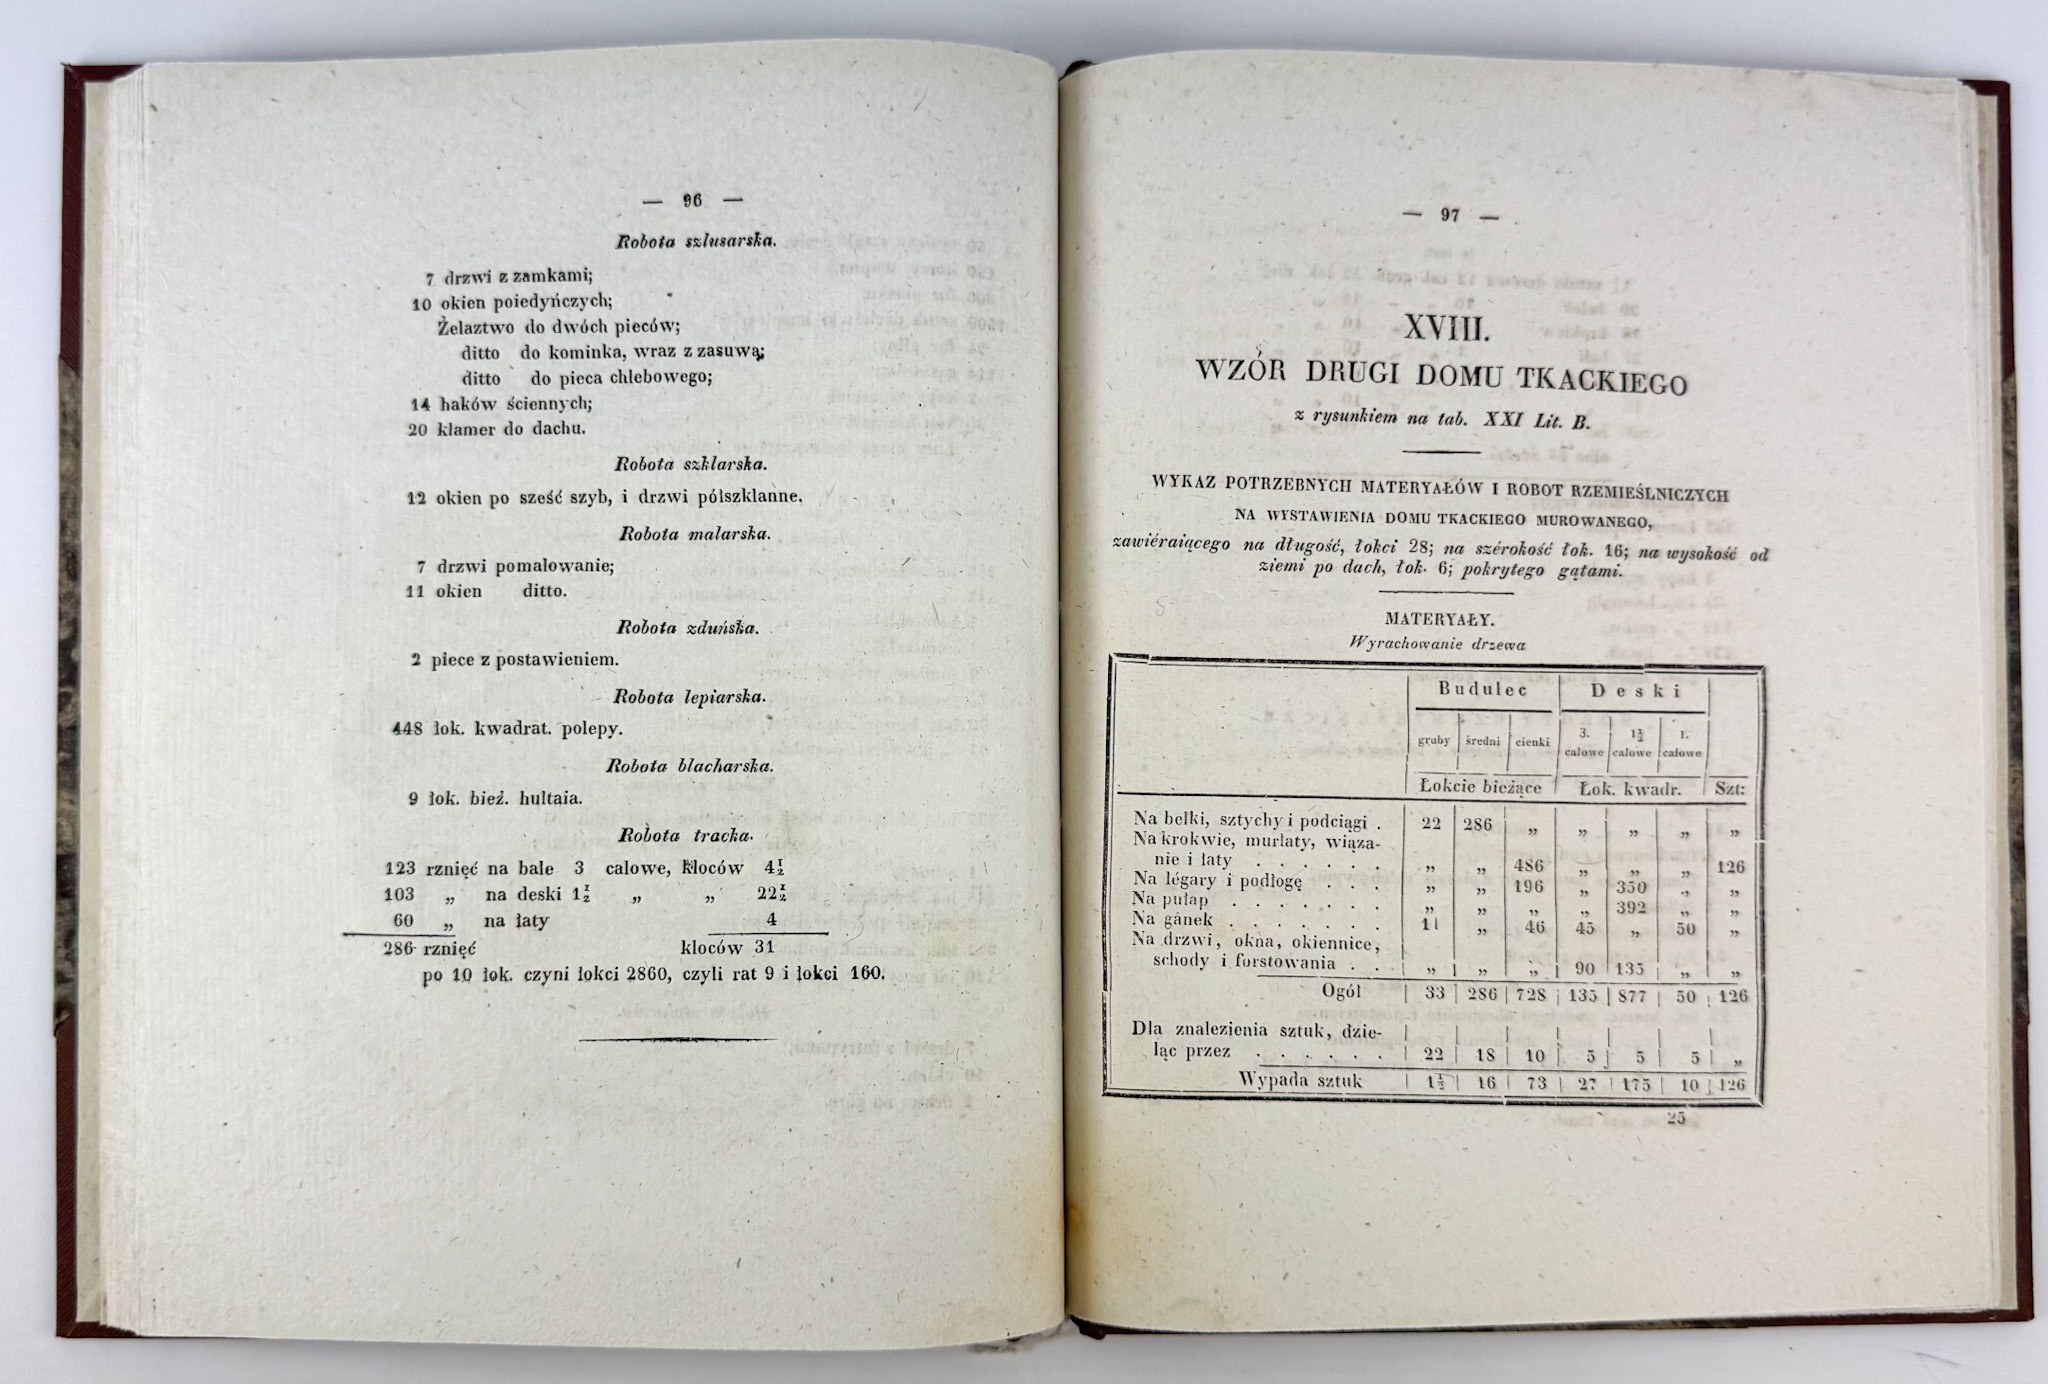 — 96 —
Robota szlusarska.
7 drzwi z zamkami;
10 okien poiedyńczych;
Żelaztwo do dwóch pieców;
ditto do kominka, wraz z zasuwą;
ditto do pieca chlebowego;
14 haków ściennych;
20 klamer do dachu.
Robota szklarska.
12 okien po sześć szyb, i drzwi półszklanne.
Robota malarska.
7 drzwi pomalowanie;
11 okien ditto.
Robota zduńska.
2 piece z postawieniem.
Robota lepiarska.
448 łok. kwadrat. polepy.
Robota blacharska.
9 łok. bież. hultaia.
Robota tracka.
123 rznięć na bale 3 calowe, kłoców 4½
103 „ na deski 1½ „ „ 22½
60 „ na łaty 4
286 rznięć kloców 31
po 10 łok. czyni łokci 2860, czyli rat 9 i łokci 160.
— 97 —
XVIII.
WZÓR DRUGI DOMU TKACKIEGO
z rysunkiem na tab. XXI Lit. B.
WYKAZ POTRZEBNYCH MATERYAŁÓW I ROBOT RZEMIEŚLNICZYCH
NA WYSTAWIENIA DOMU TKACKIEGO MUROWANEGO,
zawiéraiącego na długość, łokci 28; na szérokość łok. 16; na wysokość od
ziemi po dach, łok. 6; pokrytego gątami.
MATERYAŁY.
Wyrachowanie drzewa
Budulec Deski
gruby średni cienki 3. calowe 1½ calowe 1. calowe
Łokcie bieżące Łok. kwadr. Szt:
Na belki, sztychy i podciągi . 22 286 „ „ „ „ „
Na krokwie, murłaty, wiąza-
nie i łaty . . . . . . „ „ 486 „ „ „ 126
Na légary i podłogę . . . „ „ 196 „ 350 „ „
Na pułap . . . . . . . „ „ „ „ 392 „ „
Na gánek . . . . . . . 11 „ 46 45 „ 50 „
Na drzwi, okna, okiennice,
schody i forstowania . . „ „ „ 90 135 „ „
Ogół 33 286 728 135 877 50 126
Dla znalezienia sztuk, dzie-
ląc przez . . . . . . 22 18 10 5 5 5 „
Wypada sztuk 1½ 16 73 27 175 10 126
25